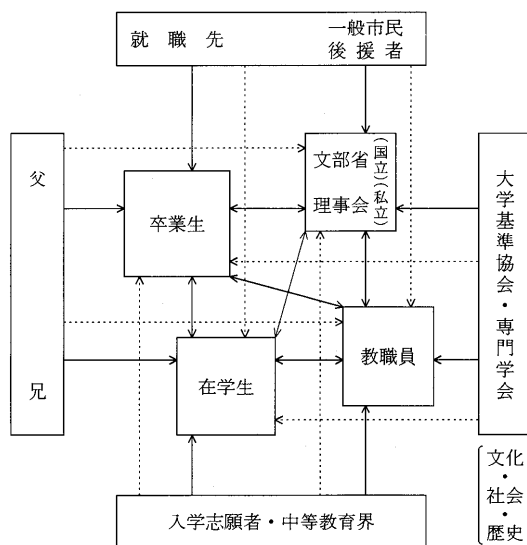 就職先
一般市民
後援者
父
兄
卒業生
文部省（国立）
理事会（私立）
大学基準協会・専門学会
在学生
教職員
入学志願者・中等教育界
文化・社会・歴史